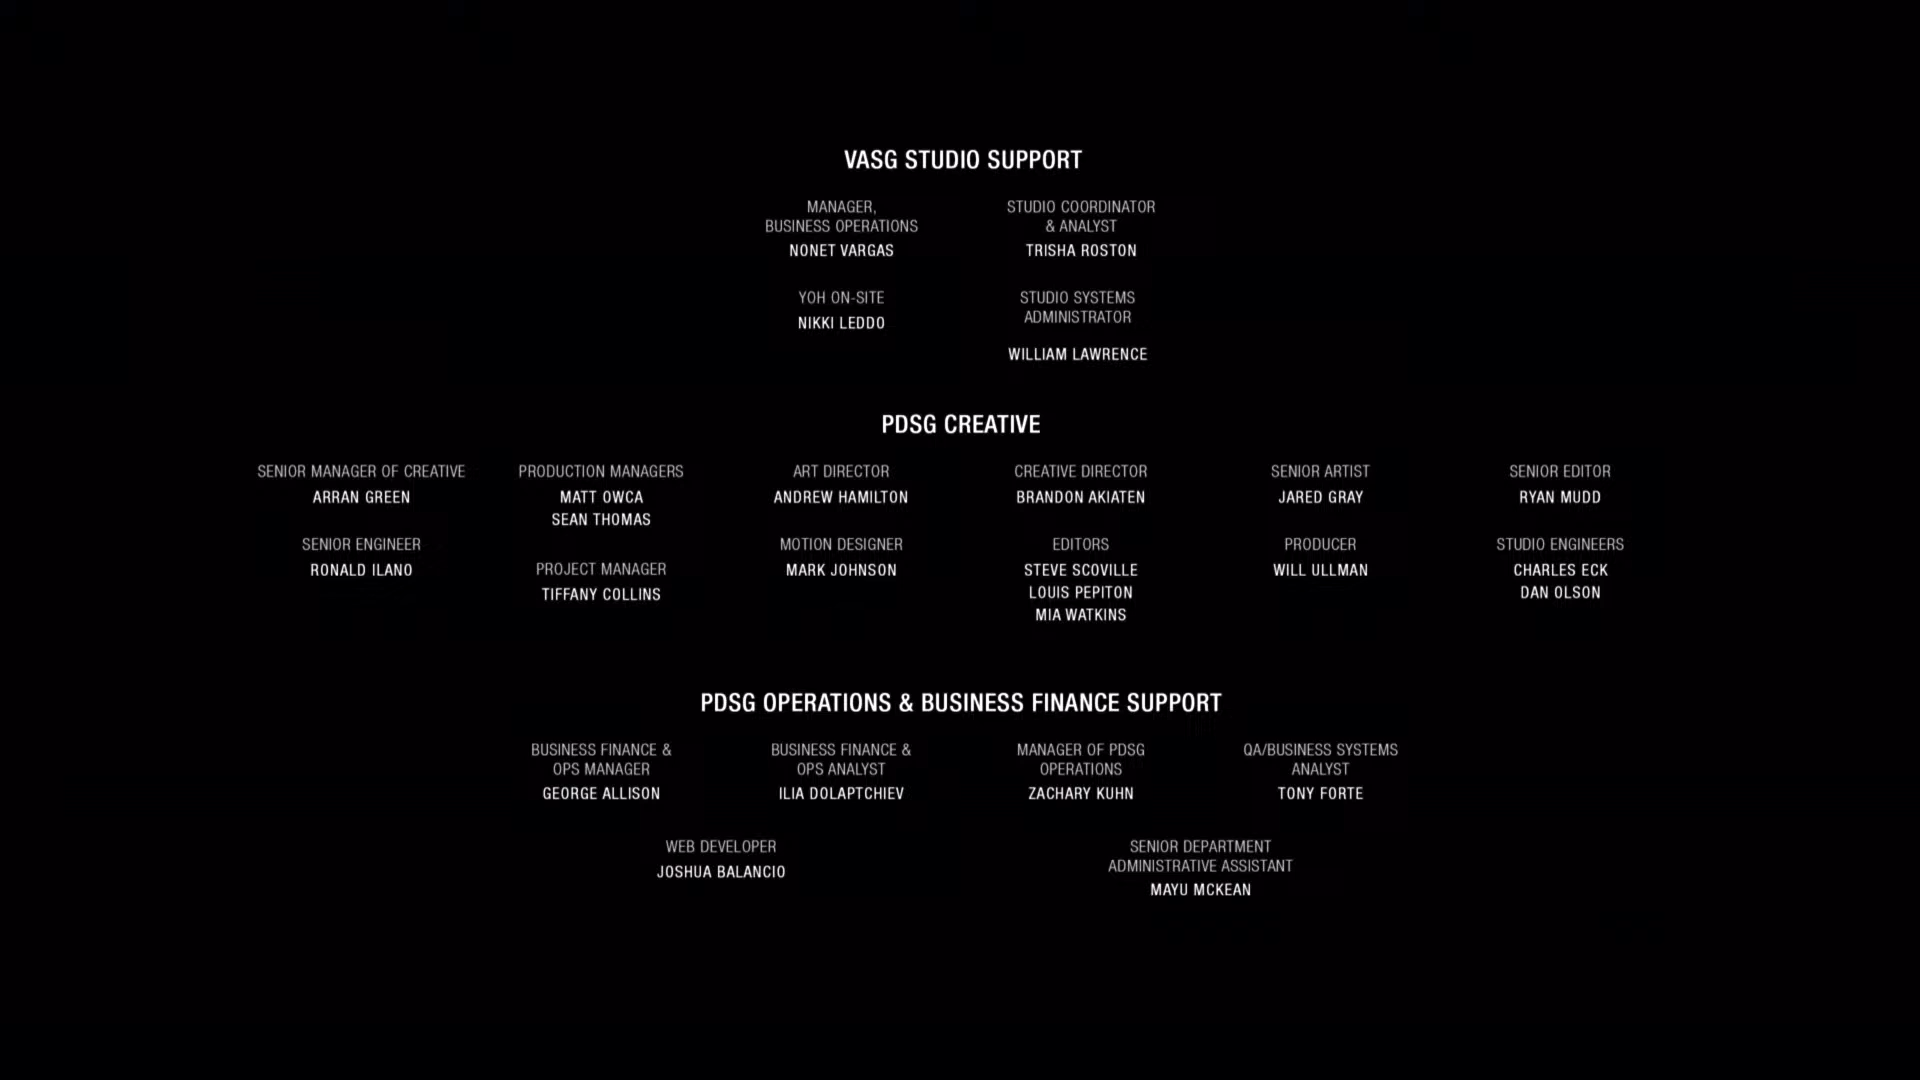 VASG STUDIO SUPPORT
MANAGER,
BUSINESS OPERATIONS
NONET VARGAS
STUDIO COORDINATOR
& ANALYST
TRISHA ROSTON
YOH ON-SITE
NIKKI LEDDO
STUDIO SYSTEMS
ADMINISTRATOR
WILLIAM LAWRENCE
PDSG CREATIVE
SENIOR MANAGER OF CREATIVE
ARRAN GREEN
PRODUCTION MANAGERS
MATT OWCA
SEAN THOMAS
ART DIRECTOR
ANDREW HAMILTON
CREATIVE DIRECTOR
BRANDON AKIATEN
SENIOR ARTIST
JARED GRAY
SENIOR EDITOR
RYAN MUDD
SENIOR ENGINEER
RONALD ILANO
PROJECT MANAGER
TIFFANY COLLINS
MOTION DESIGNER
MARK JOHNSON
EDITORS
STEVE SCOVILLE
LOUIS PEPITON
MIA WATKINS
PRODUCER
WILL ULLMAN
STUDIO ENGINEERS
CHARLES ECK
DAN OLSON
PDSG OPERATIONS & BUSINESS FINANCE SUPPORT
BUSINESS FINANCE &
OPS MANAGER
GEORGE ALLISON
BUSINESS FINANCE &
OPS ANALYST
ILIA DOLAPTCHIEV
MANAGER OF PDSG
OPERATIONS
ZACHARY KUHN
QA/BUSINESS SYSTEMS
ANALYST
TONY FORTE
WEB DEVELOPER
JOSHUA BALANCIO
SENIOR DEPARTMENT
ADMINISTRATIVE ASSISTANT
MAYU MCKEAN